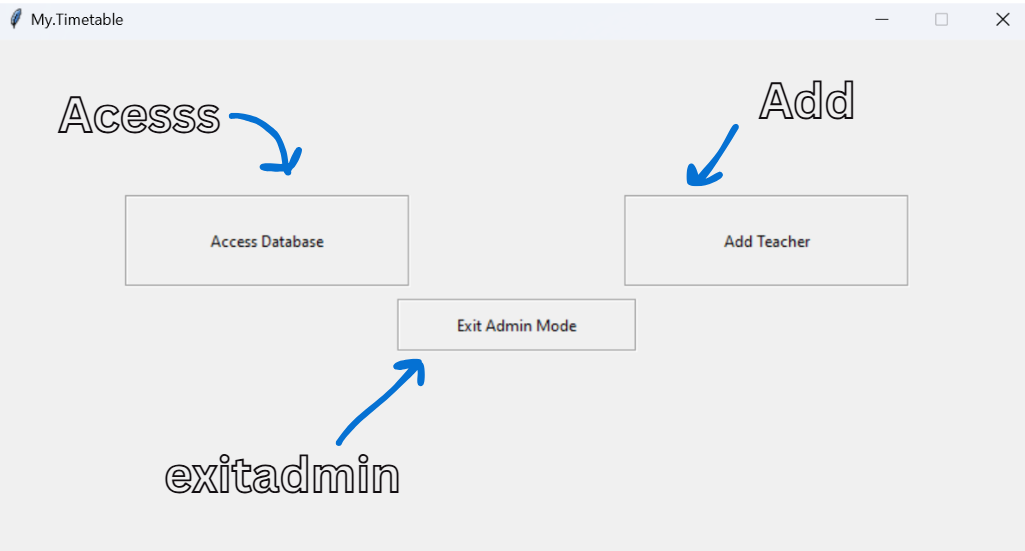 My.Timetable
Acesss
Add
Access Database
Add Teacher
Exit Admin Mode
exitadmin